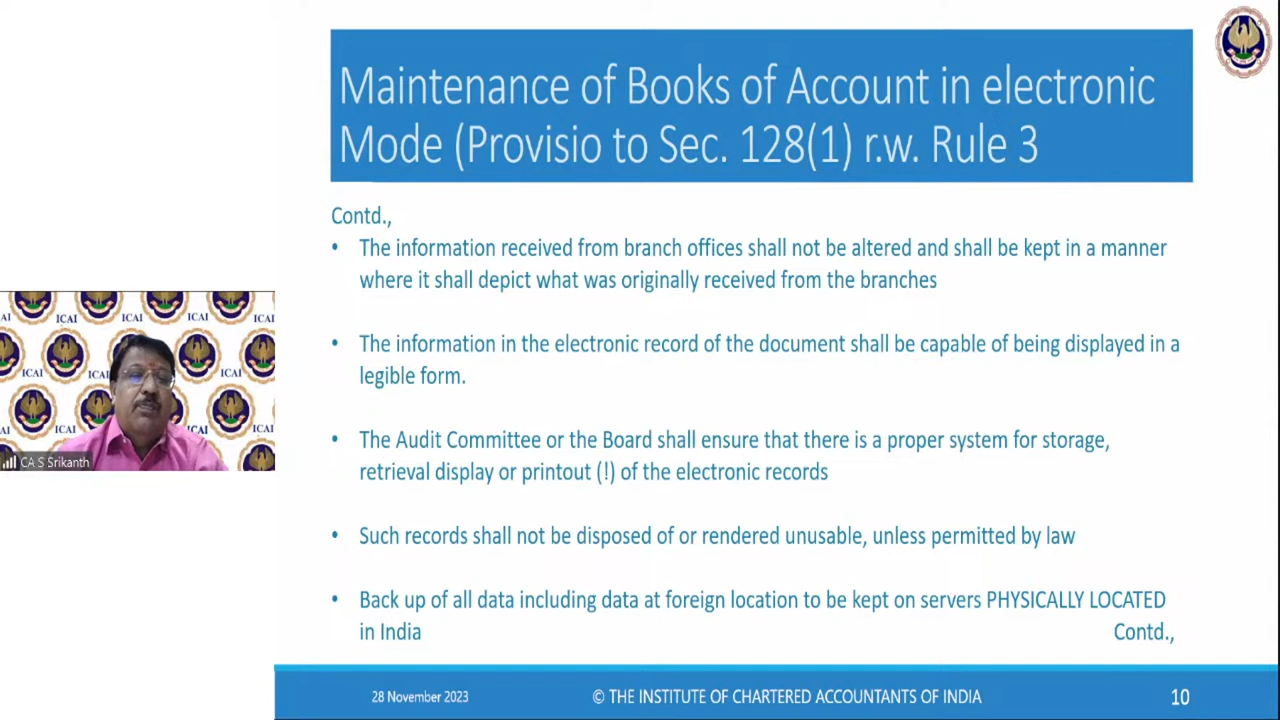 Maintenance of Books of Account in electronic
Mode (Provisio to Sec. 128(1) r.w. Rule 3
Contd.,
• The information received from branch offices shall not be altered and shall be kept in a manner
where it shall depict what was originally received from the branches
• The information in the electronic record of the document shall be capable of being displayed in a
legible form.
• The Audit Committee or the Board shall ensure that there is a proper system for storage,
retrieval display or printout (!) of the electronic records
• Such records shall not be disposed of or rendered unusable, unless permitted by law
• Back up of all data including data at foreign location to be kept on servers PHYSICALLY LOCATED
in India
Contd.,
ICAI
ICAI
ICAI
ICAI
ICAI
ICAI
CA S Srikanth
28 November 2023
© THE INSTITUTE OF CHARTERED ACCOUNTANTS OF INDIA
10